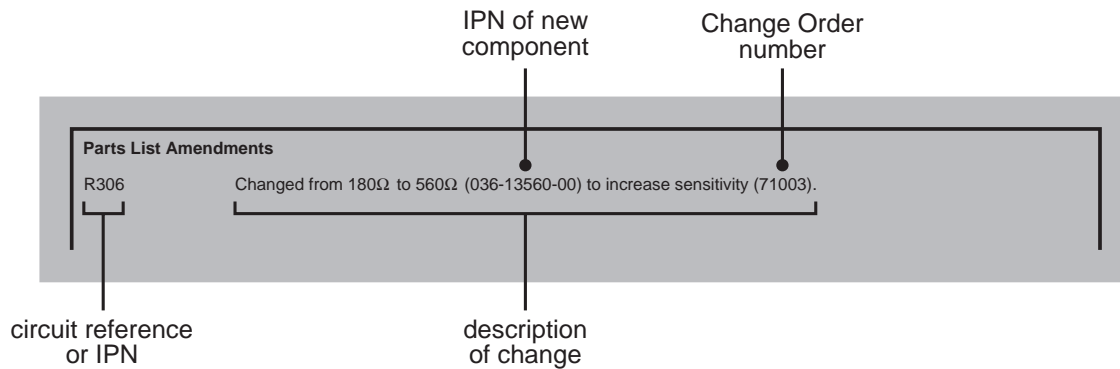 IPN of new
component
Change Order
number
Parts List Amendments
R306 Changed from 180Ω to 560Ω (036-13560-00) to increase sensitivity (71003).
circuit reference
or IPN
description
of change